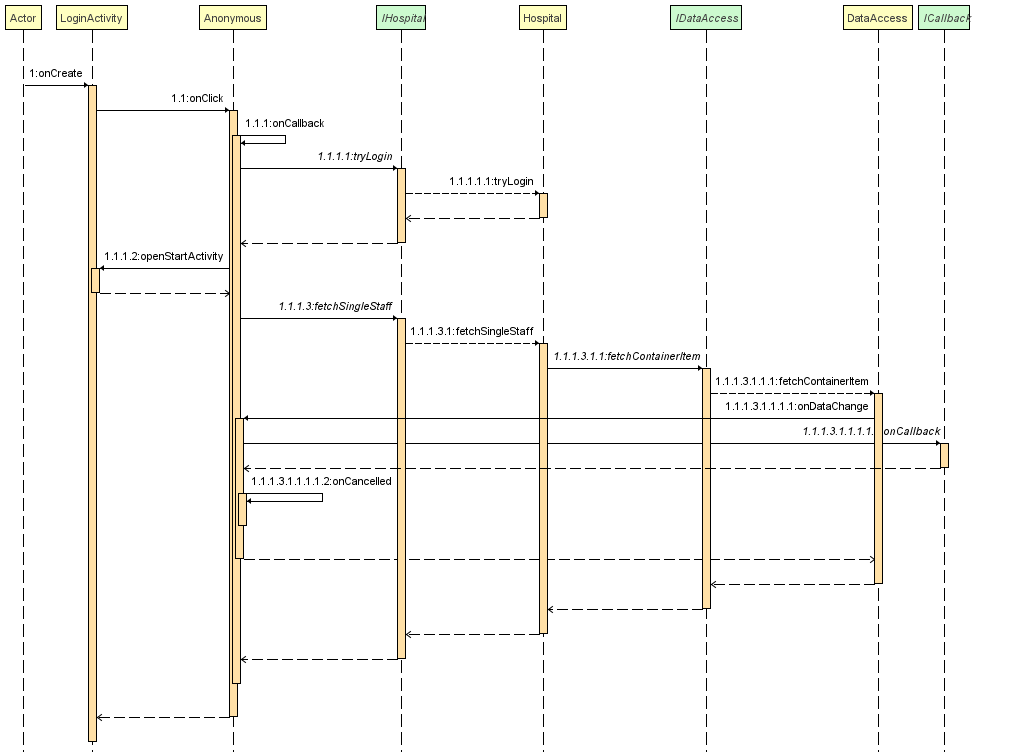 Actor
LoginActivity
Anonymous
IHospital
Hospital
IDataAccess
DataAccess
ICallback
1:onCreate
1.1:onClick
1.1.1:onCallback
1.1.1.1:tryLogin
1.1.1.1.1:tryLogin
1.1.1.2:openStartActivity
1.1.1.3:fetchSingleStaff
1.1.1.3.1:fetchSingleStaff
1.1.1.3.1.1:fetchContainerItem
1.1.1.3.1.1.1:fetchContainerItem
1.1.1.3.1.1.1.1:onDataChange
1.1.1.3.1.1.1.1. onCallback
1.1.1.3.1.1.1.1.2:onCancelled